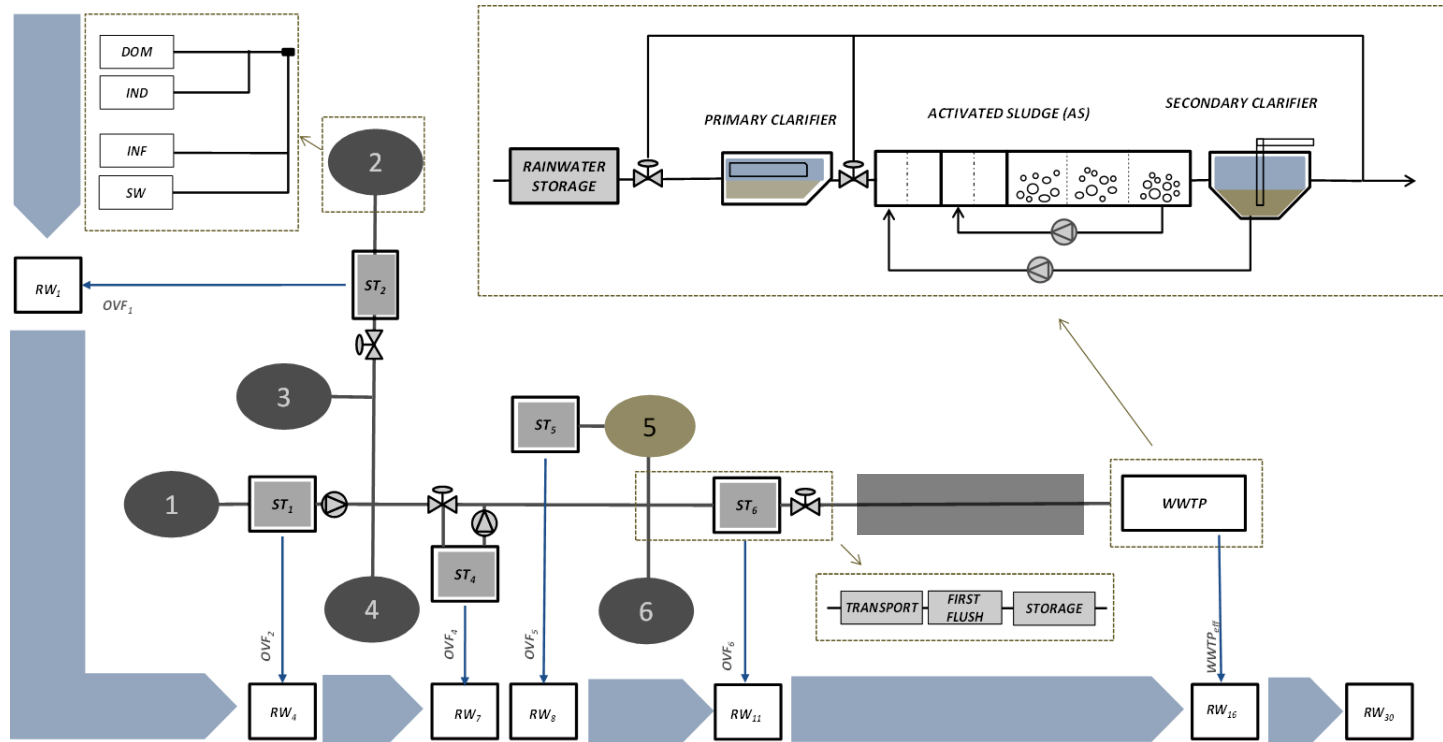 DOM
IND
INF
SW
2
RW1
OVF1
ST2
PRIMARY CLARIFIER
ACTIVATED SLUDGE (AS)
SECONDARY CLARIFIER
RAINWATER
STORAGE
3
1
ST1
4
ST4
ST5
5
6
ST6
WWTP
TRANSPORT
FIRST
FLUSH
STORAGE
OVF2
OVF4
OVF5
OVF6
WWTPeff
RW4
RW7
RW8
RW11
RW16
RW30